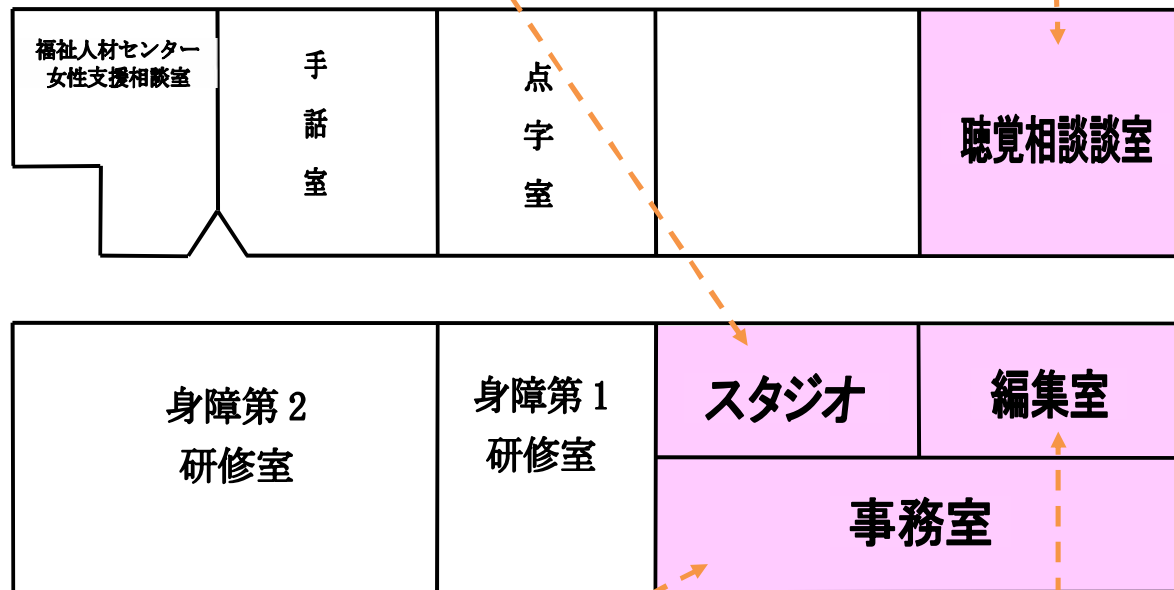 福祉人材センター
女性支援相談室
手話室
点字室
聴覚相談談室
身障第２
研修室
身障第１
研修室
スタジオ
編集室
事務室